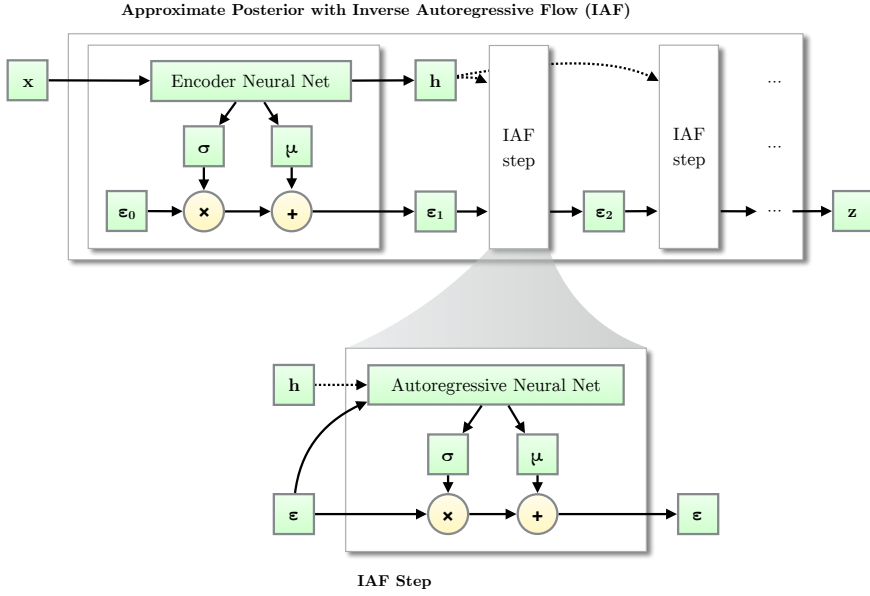 Approximate Posterior with Inverse Autoregressive Flow (IAF)
x
Encoder Neural Net
h
IAF
step
IAF
step
...
...
σ
μ
ε0
×
+
ε1
ε2
...
z
h
Autoregressive Neural Net
σ
μ
ε
×
+
ε
IAF Step